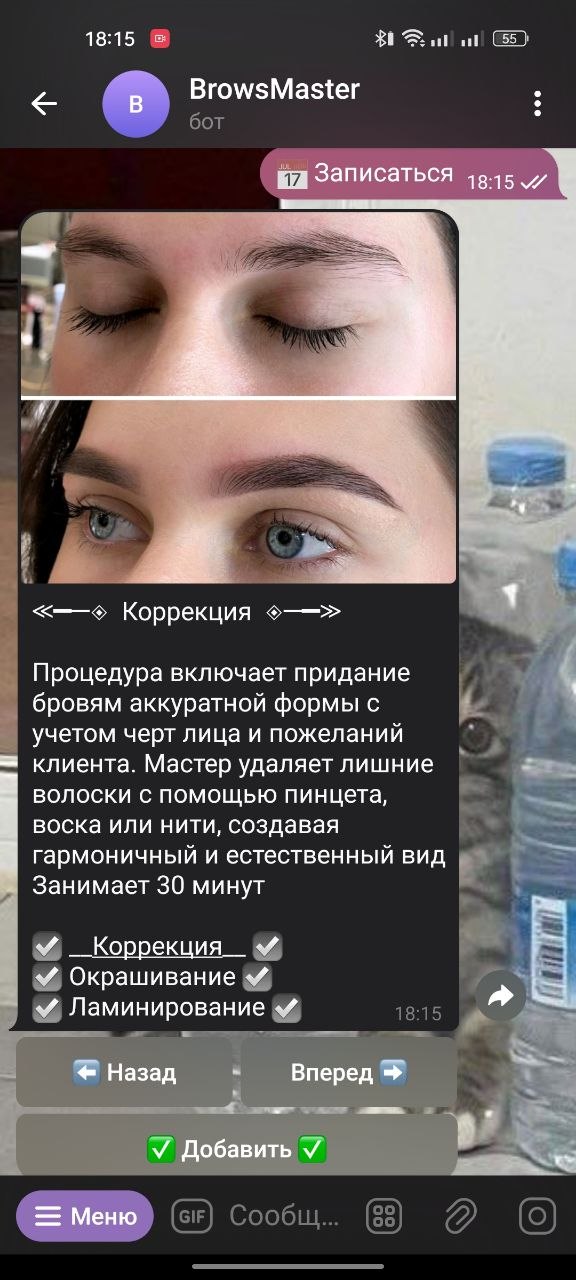 18:15
55
B
BrowsMaster
бот
JUL 17 Записаться 18:15
Коррекция
Процедура включает придание
бровям аккуратной формы с
учетом черт лица и пожеланий
клиента. Мастер удаляет лишние
волоски с помощью пинцета,
воска или нити, создавая
гармоничный и естественный вид
Занимает 30 минут
__Коррекция__
Окрашивание
Ламинирование
18:15
Назад
Вперед
Добавить
Меню
GIF
Сообщ...